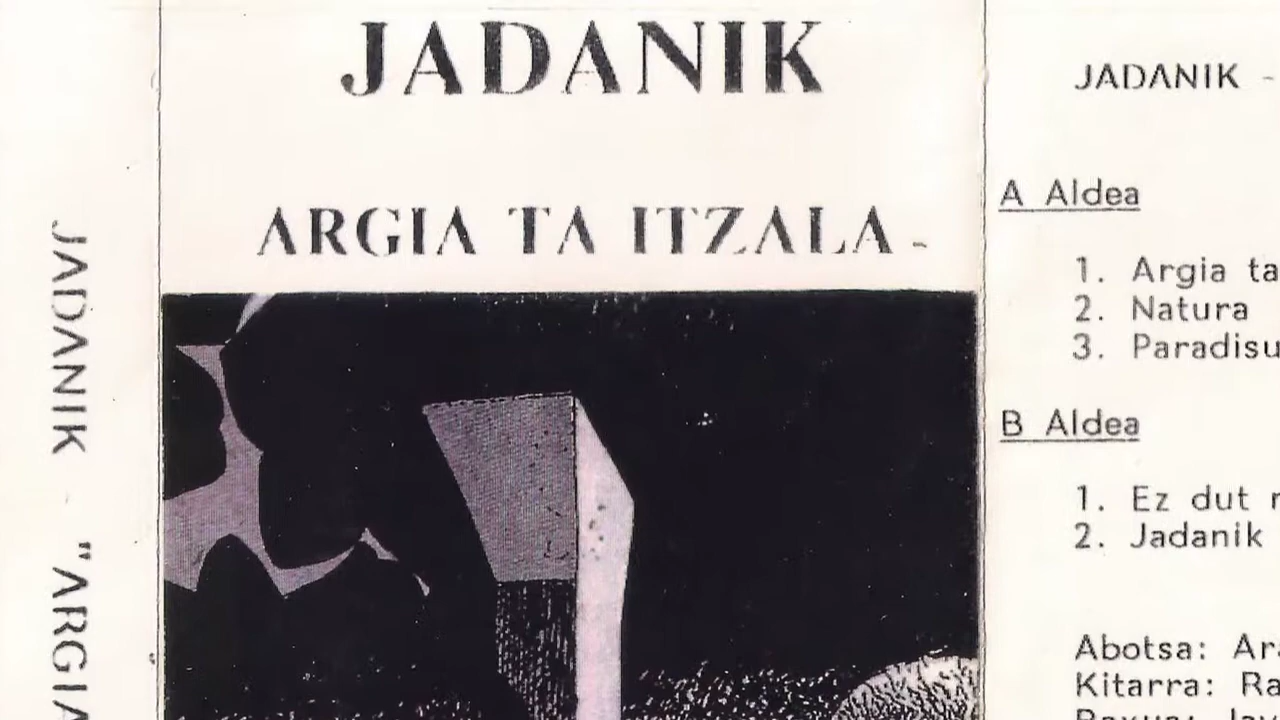 JADANIK
ARGIA TA ITZALA -
JADANIK - "ARGIA
JADANIK -
A Aldea
1. Argia ta
2. Natura
3. Paradisu
B Aldea
1. Ez dut
2. Jadanik
Abotsa:
Kitarra: